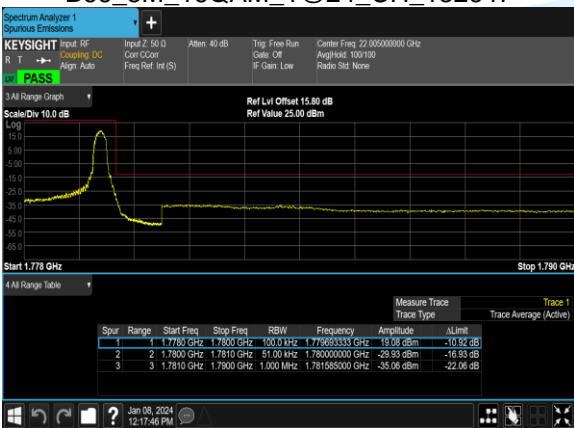 Spectrum Analyzer 1
Spurious Emissions
+
KEYSIGHT Input: RF Input Z: 50 Ω Atten: 40 dB Trig: Free Run Center Freq: 22.005000000 GHz
R T Coupling: DC Corr CCorr Gate: Off Avg|Hold: 100/100
Align: Auto Freq Ref: Int (S) IF Gain: Low Radio Std: None
PASS
3 All Range Graph
Ref Lvl Offset 15.80 dB
Scale/Div 10.0 dB Ref Value 25.00 dBm
Log
15.0
5.00
-5.00
-15.0
-25.0
-35.0
-45.0
-55.0
-65.0
Start 1.778 GHz Stop 1.790 GHz
4 All Range Table
Measure Trace Trace 1
Trace Type Trace Average (Active)
Spur Range Start Freq Stop Freq RBW Frequency Amplitude ΔLimit
1 1 1.7780 GHz 1.7800 GHz 100.0 kHz 1.779693333 GHz 19.08 dBm -10.92 dB
2 2 1.7800 GHz 1.7810 GHz 51.00 kHz 1.780000000 GHz -29.93 dBm -16.93 dB
3 3 1.7810 GHz 1.7900 GHz 1.000 MHz 1.781585000 GHz -35.06 dBm -22.06 dB
? Jan 08, 2024
12:17:46 PM